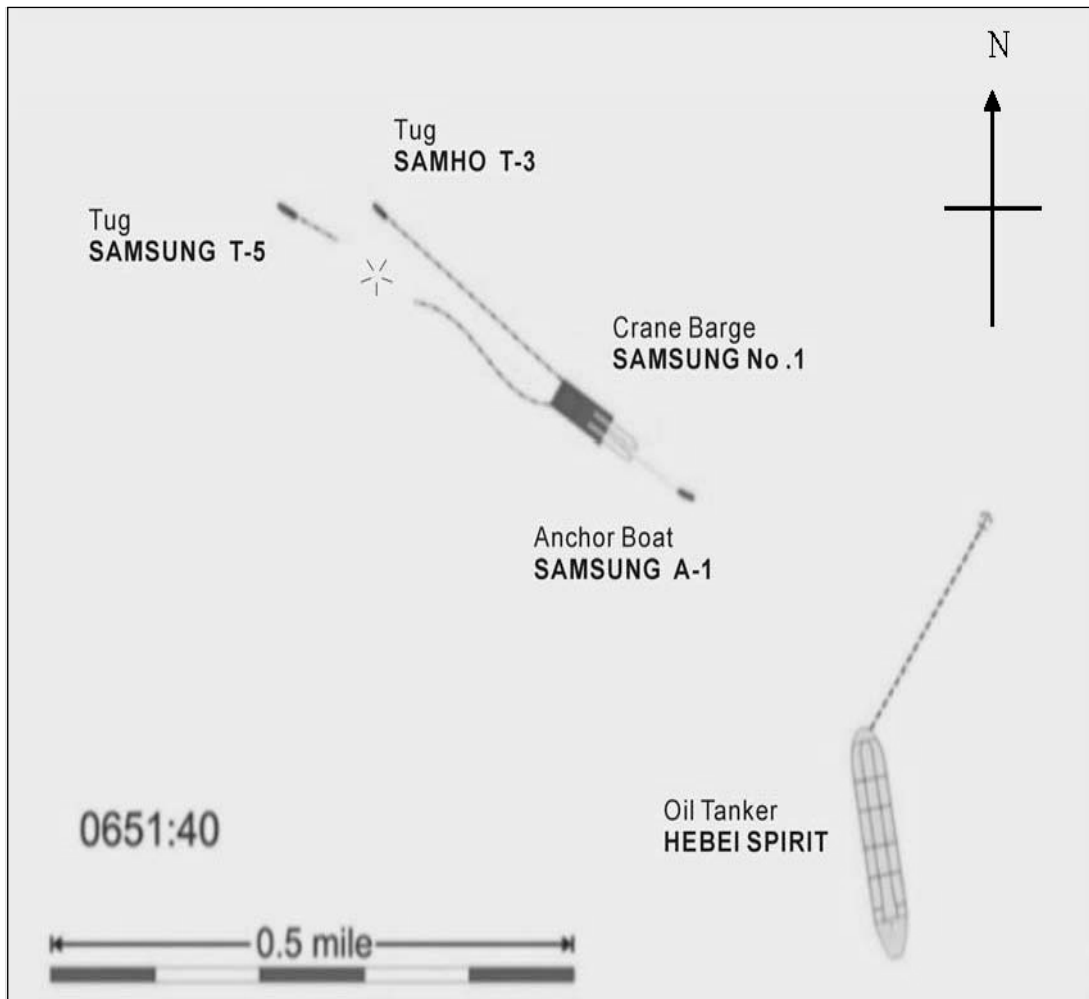 N
Tug
SAMHO T-3
Tug
SAMSUNG T-5
Crane Barge
SAMSUNG No .1
Anchor Boat
SAMSUNG A-1
Oil Tanker
HEBEI SPIRIT
0651:40
0.5 mile